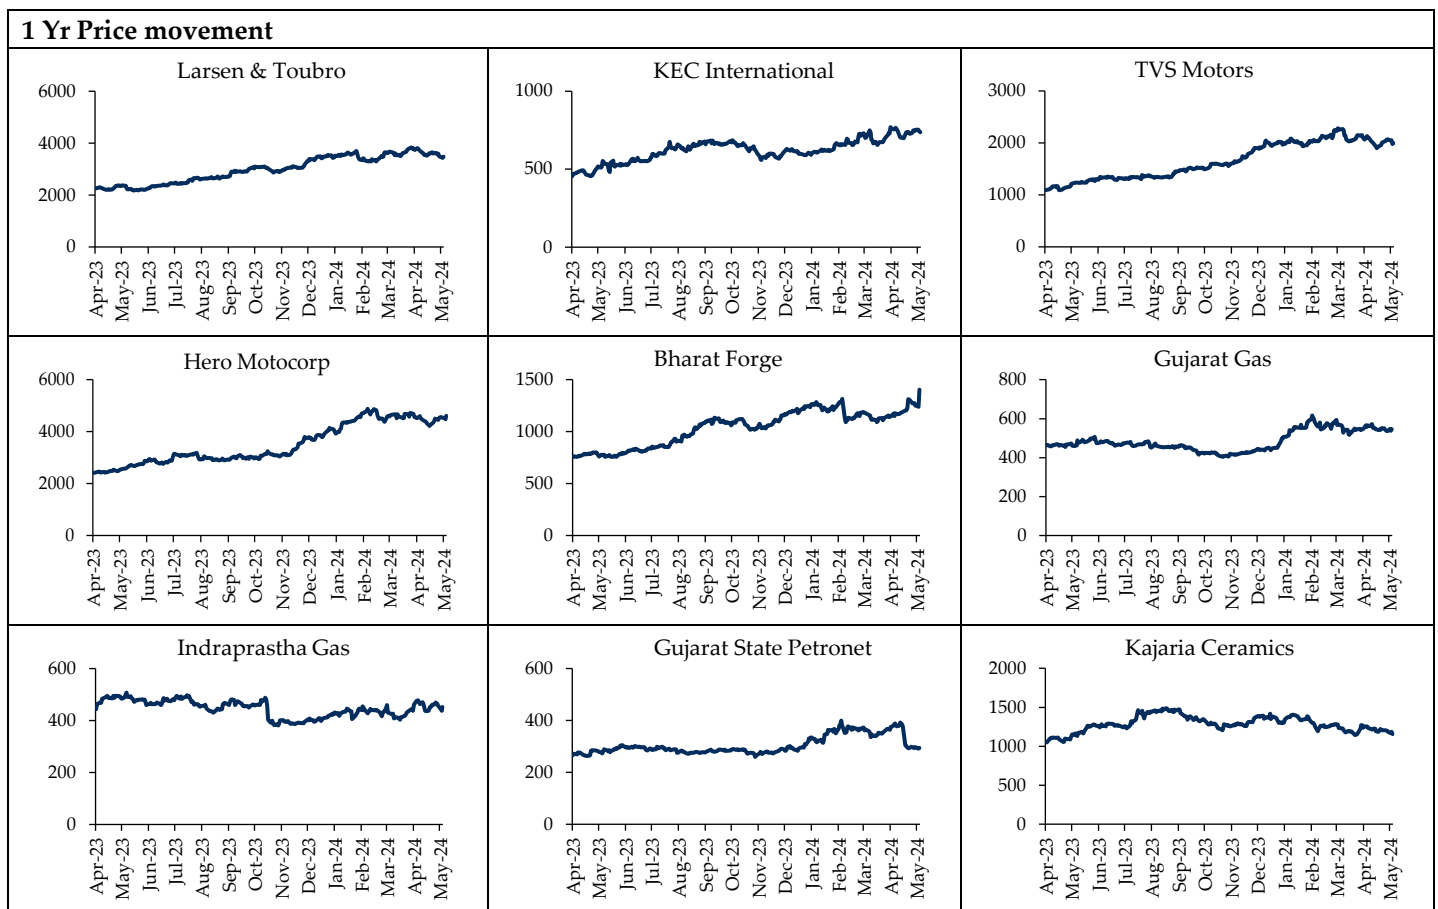 1 Yr Price movement
Larsen & Toubro
6000
4000
2000
0
Apr-23
May-23
Jun-23
Jul-23
Aug-23
Sep-23
Oct-23
Nov-23
Dec-23
Jan-24
Feb-24
Mar-24
Apr-24
May-24
KEC International
1000
500
0
Apr-23
May-23
Jun-23
Jul-23
Aug-23
Sep-23
Oct-23
Nov-23
Dec-23
Jan-24
Feb-24
Mar-24
Apr-24
May-24
TVS Motors
3000
2000
1000
0
Apr-23
May-23
Jun-23
Jul-23
Aug-23
Sep-23
Oct-23
Nov-23
Dec-23
Jan-24
Feb-24
Mar-24
Apr-24
May-24
Hero Motocorp
6000
4000
2000
0
Apr-23
May-23
Jun-23
Jul-23
Aug-23
Sep-23
Oct-23
Nov-23
Dec-23
Jan-24
Feb-24
Mar-24
Apr-24
May-24
Bharat Forge
1500
1000
500
0
Apr-23
May-23
Jun-23
Jul-23
Aug-23
Sep-23
Oct-23
Nov-23
Dec-23
Jan-24
Feb-24
Mar-24
Apr-24
May-24
Gujarat Gas
800
600
400
200
0
Apr-23
May-23
Jun-23
Jul-23
Aug-23
Sep-23
Oct-23
Nov-23
Dec-23
Jan-24
Feb-24
Mar-24
Apr-24
May-24
Indraprastha Gas
600
400
200
0
Apr-23
May-23
Jun-23
Jul-23
Aug-23
Sep-23
Oct-23
Nov-23
Dec-23
Jan-24
Feb-24
Mar-24
Apr-24
May-24
Gujarat State Petronet
600
400
200
0
Apr-23
May-23
Jun-23
Jul-23
Aug-23
Sep-23
Oct-23
Nov-23
Dec-23
Jan-24
Feb-24
Mar-24
Apr-24
May-24
Kajaria Ceramics
2000
1500
1000
500
0
Apr-23
May-23
Jun-23
Jul-23
Aug-23
Sep-23
Oct-23
Nov-23
Dec-23
Jan-24
Feb-24
Mar-24
Apr-24
May-24